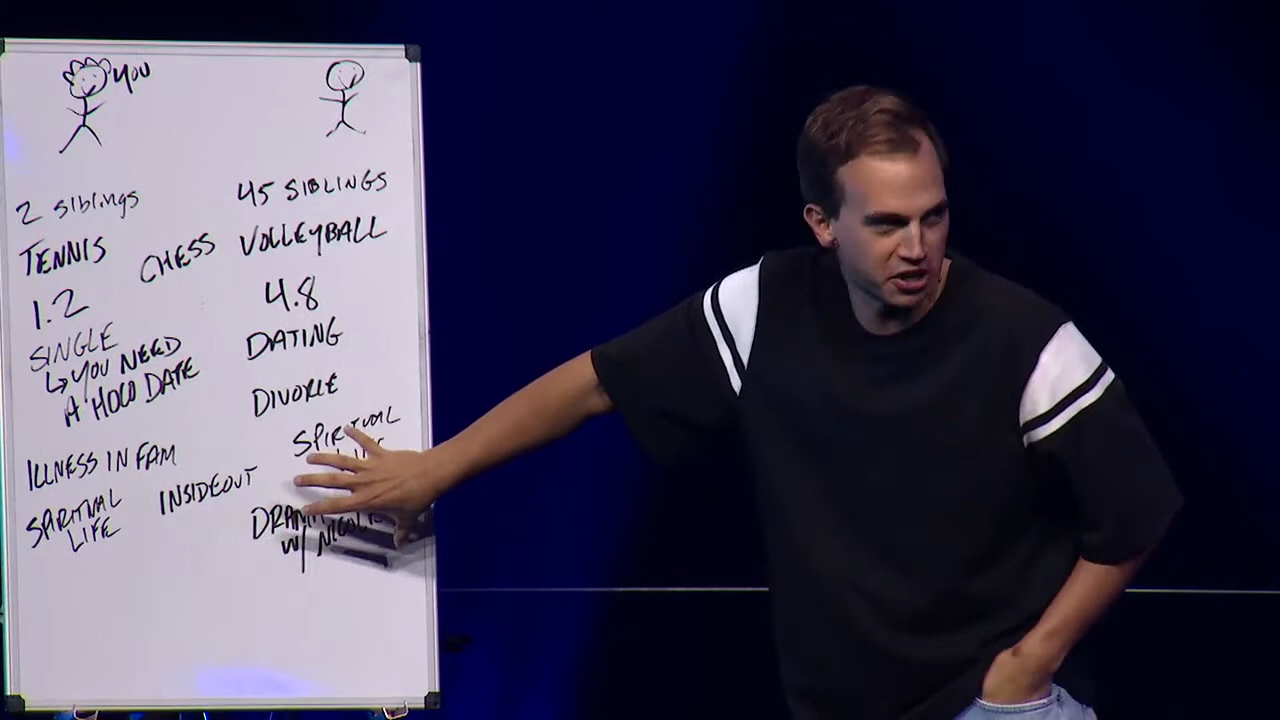 YOU
2 siblings
45 SIBLINGS
TENNIS
CHESS
VOLLEYBALL
1.2
4.8
SINGLE
↳ YOU NEED
A HOCO DATE
DATING
DIVORCE
ILLNESS IN FAM
SPIRITUAL
SPIRITUAL
LIFE
INSIDEOUT
W/